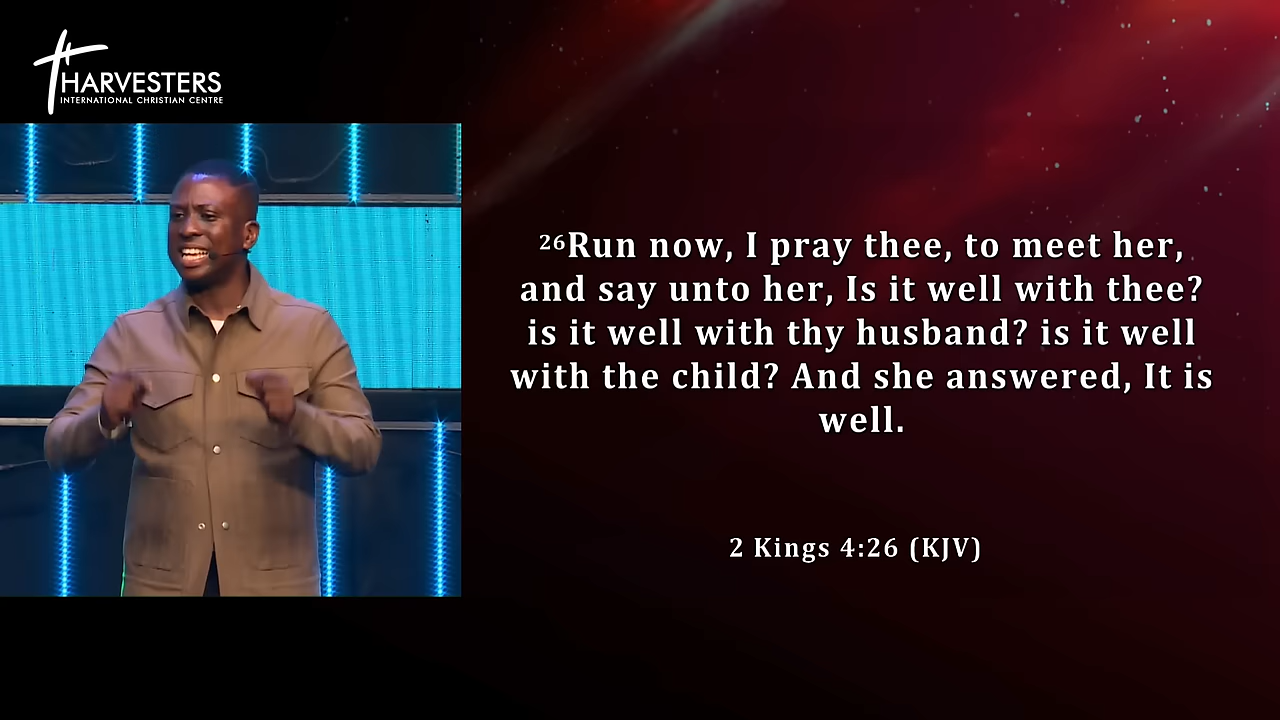 HARVESTERS
INTERNATIONAL CHRISTIAN CENTRE
26Run now, I pray thee, to meet her,
and say unto her, Is it well with thee?
is it well with thy husband? is it well
with the child? And she answered, It is
well.
2 Kings 4:26 (KJV)